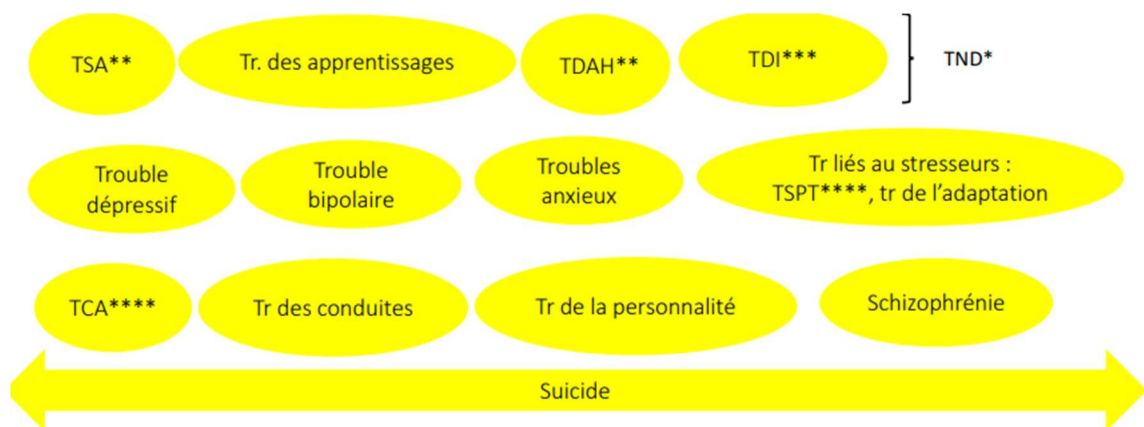 TSA**
Tr. des apprentissages
TDAH**
TDI***
TND*
Trouble
dépressif
Trouble
bipolaire
Troubles
anxieux
Tr liés au stresseurs :
TSPT****, tr de l'adaptation
TCA****
Tr des conduites
Tr de la personnalité
Schizophrénie
Suicide